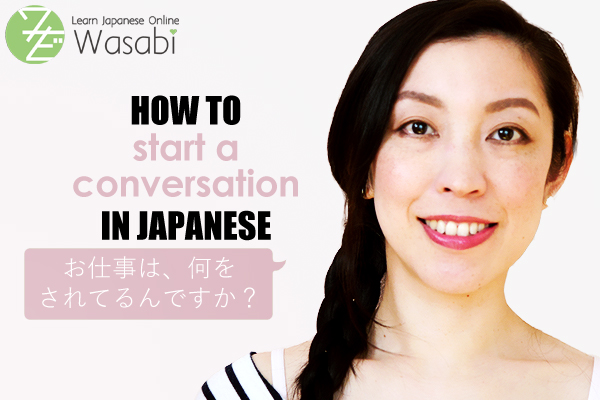 Learn Japanese Online
Wasabi
HOW TO
start a
conversation
IN JAPANESE
お仕事は、何を
されてるんですか？